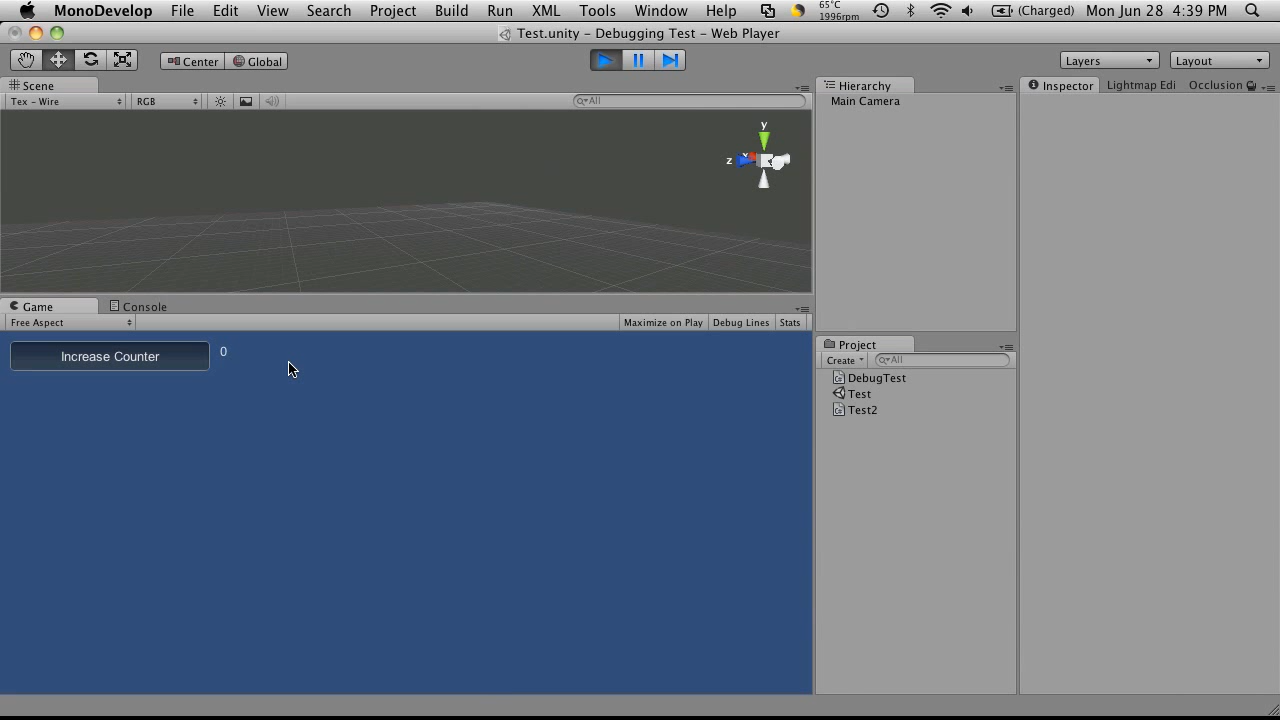 MonoDevelop File Edit View Search Project Build Run XML Tools Window Help 65°C 1996rpm (Charged) Mon Jun 28 4:39 PM
Test.unity – Debugging Test – Web Player
Center Global Layers Layout
Scene
Tex – Wire RGB All
y
z
Game Console
Free Aspect Maximize on Play Debug Lines Stats
Increase Counter 0
Hierarchy
Main Camera
Project
Create All
DebugTest
Test
Test2
Inspector Lightmap Edi Occlusion